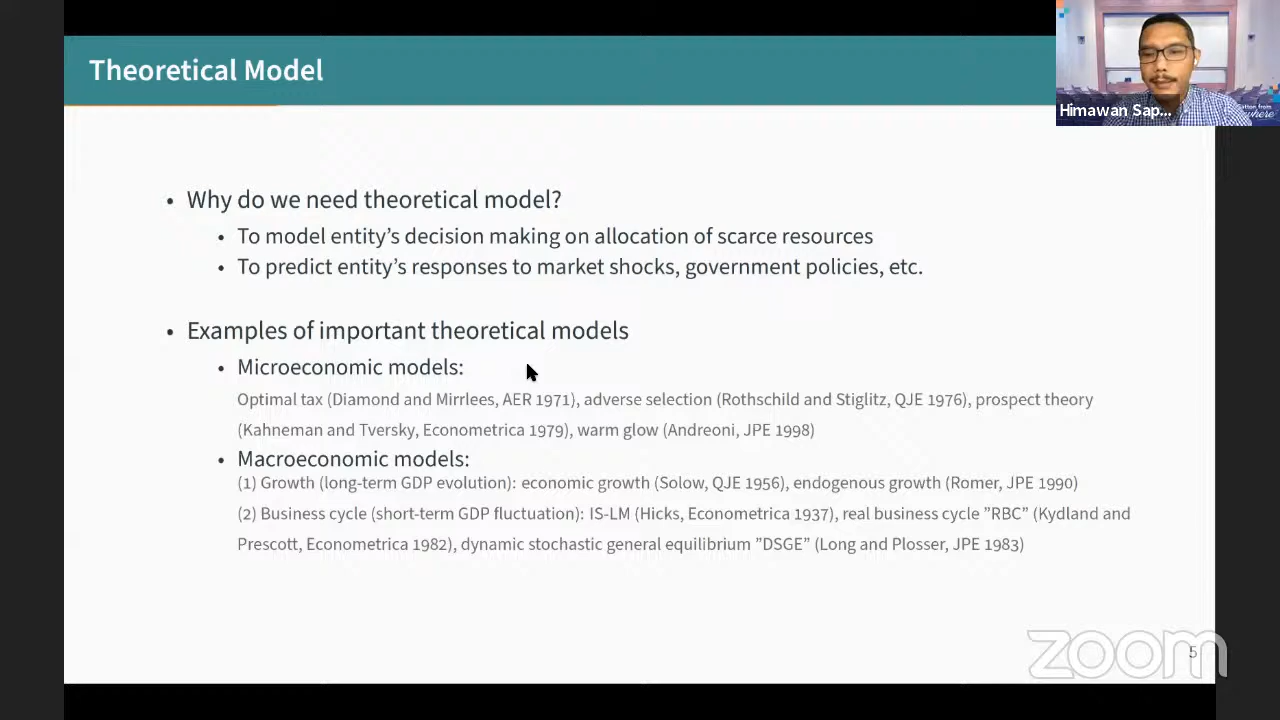 Theoretical Model
Himawan Sap...
• Why do we need theoretical model?
• To model entity's decision making on allocation of scarce resources
• To predict entity's responses to market shocks, government policies, etc.
• Examples of important theoretical models
• Microeconomic models:
Optimal tax (Diamond and Mirrlees, AER 1971), adverse selection (Rothschild and Stiglitz, QJE 1976), prospect theory
(Kahneman and Tversky, Econometrica 1979), warm glow (Andreoni, JPE 1998)
• Macroeconomic models:
(1) Growth (long-term GDP evolution): economic growth (Solow, QJE 1956), endogenous growth (Romer, JPE 1990)
(2) Business cycle (short-term GDP fluctuation): IS-LM (Hicks, Econometrica 1937), real business cycle ”RBC” (Kydland and
Prescott, Econometrica 1982), dynamic stochastic general equilibrium ”DSGE” (Long and Plosser, JPE 1983)
zoom
5